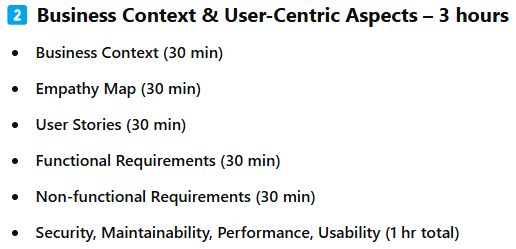 2 Business Context & User-Centric Aspects – 3 hours
• Business Context (30 min)
• Empathy Map (30 min)
• User Stories (30 min)
• Functional Requirements (30 min)
• Non-functional Requirements (30 min)
• Security, Maintainability, Performance, Usability (1 hr total)